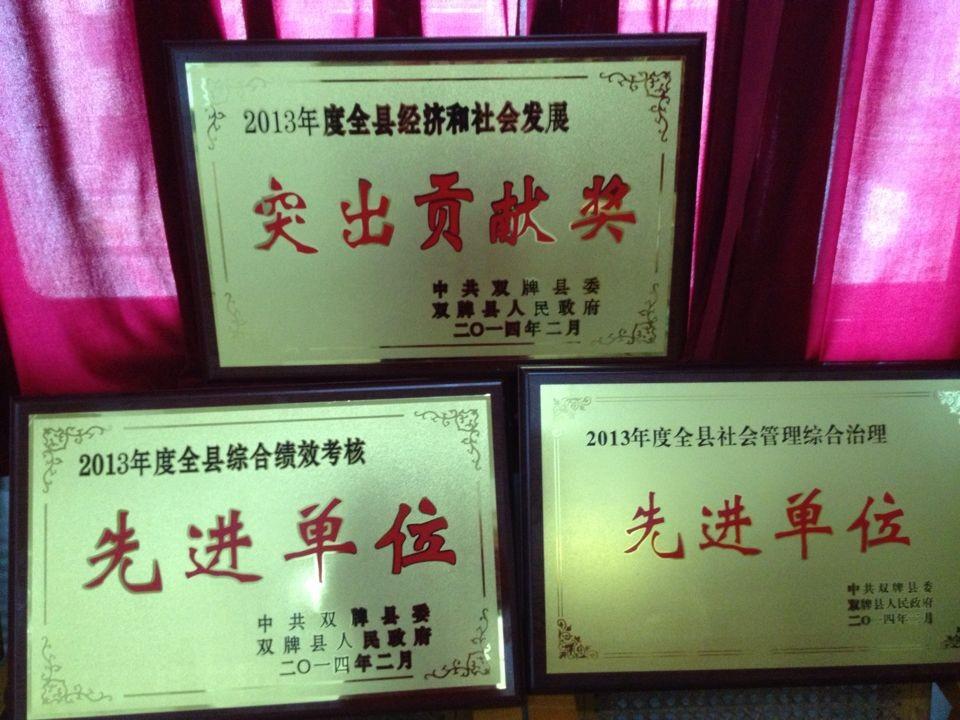 2013年度全县经济和社会发展
突出贡献奖
中共双牌县委
双牌县人民政府
二〇一四年二月
2013年度全县综合绩效考核
先进单位
中共双牌县委
双牌县人民政府
二〇一四年二月
2013年度全县社会管理综合治理
先进单位
中共双牌县委
双牌县人民政府
二〇一四年二月